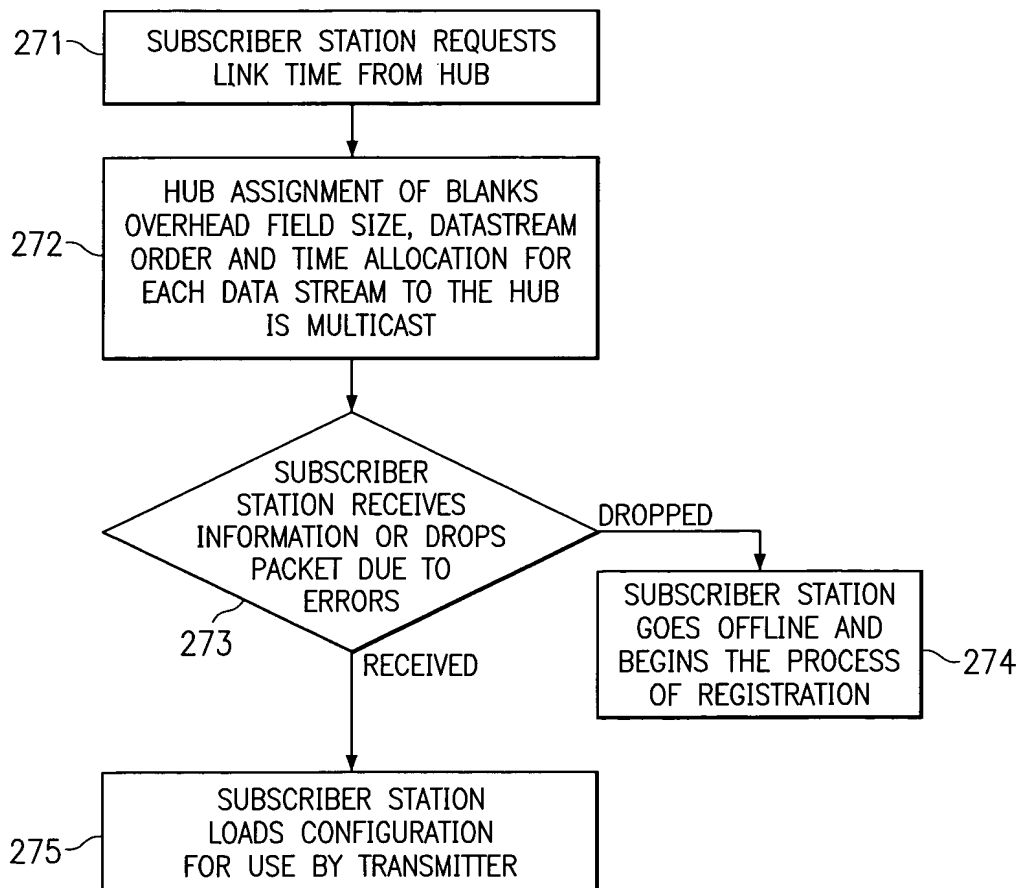 271
SUBSCRIBER STATION REQUESTS
LINK TIME FROM HUB
272
HUB ASSIGNMENT OF BLANKS
OVERHEAD FIELD SIZE, DATASTREAM
ORDER AND TIME ALLOCATION FOR
EACH DATA STREAM TO THE HUB
IS MULTICAST
SUBSCRIBER
STATION RECEIVES
INFORMATION OR DROPS
PACKET DUE TO
ERRORS
273
DROPPED
RECEIVED
SUBSCRIBER STATION
GOES OFFLINE AND
BEGINS THE PROCESS
OF REGISTRATION
274
275
SUBSCRIBER STATION
LOADS CONFIGURATION
FOR USE BY TRANSMITTER